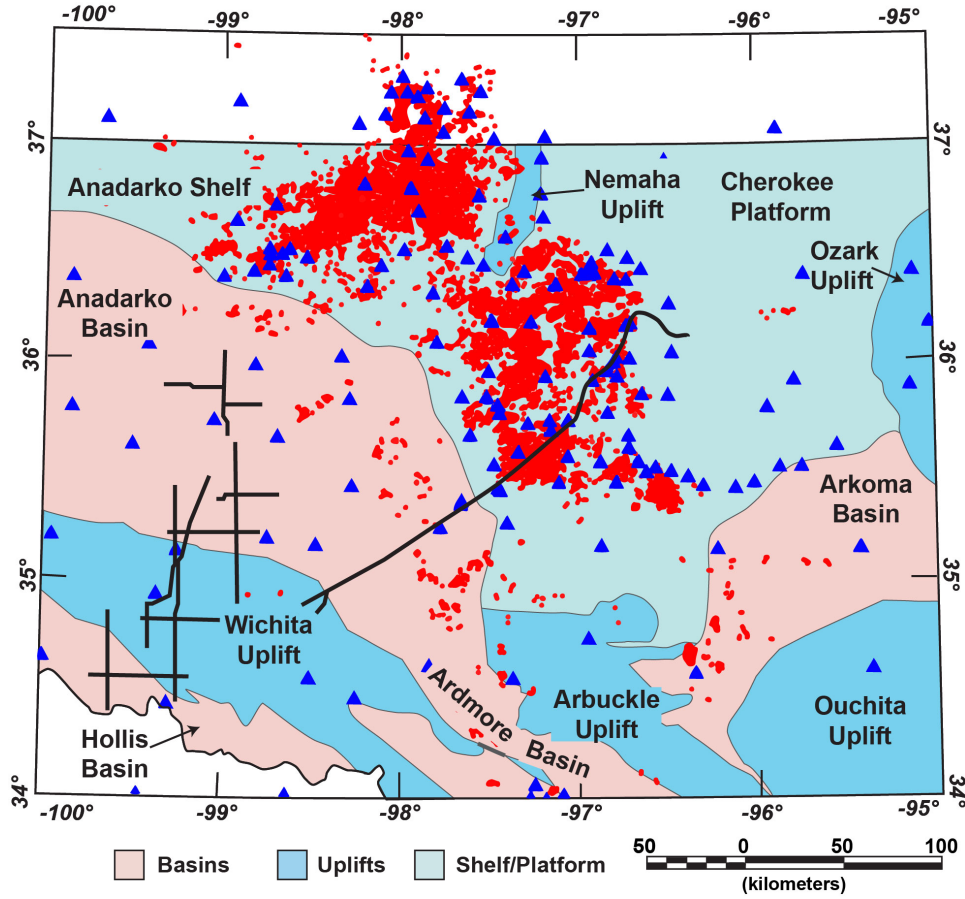 -100° -99° -98° -97° -96° -95°
37° 37°
Anadarko Shelf
Nemaha
Uplift
Cherokee
Platform
Ozark
Uplift
Anadarko
Basin
36° 36°
Arkoma
Basin
35° 35°
Wichita
Uplift
Ardmore Basin
Arbuckle
Uplift
Ouchita
Uplift
Hollis
Basin
34° 34°
-100° -99° -98° -97° -96° -95°
Basins Uplifts Shelf/Platform
50 0 50 100
(kilometers)